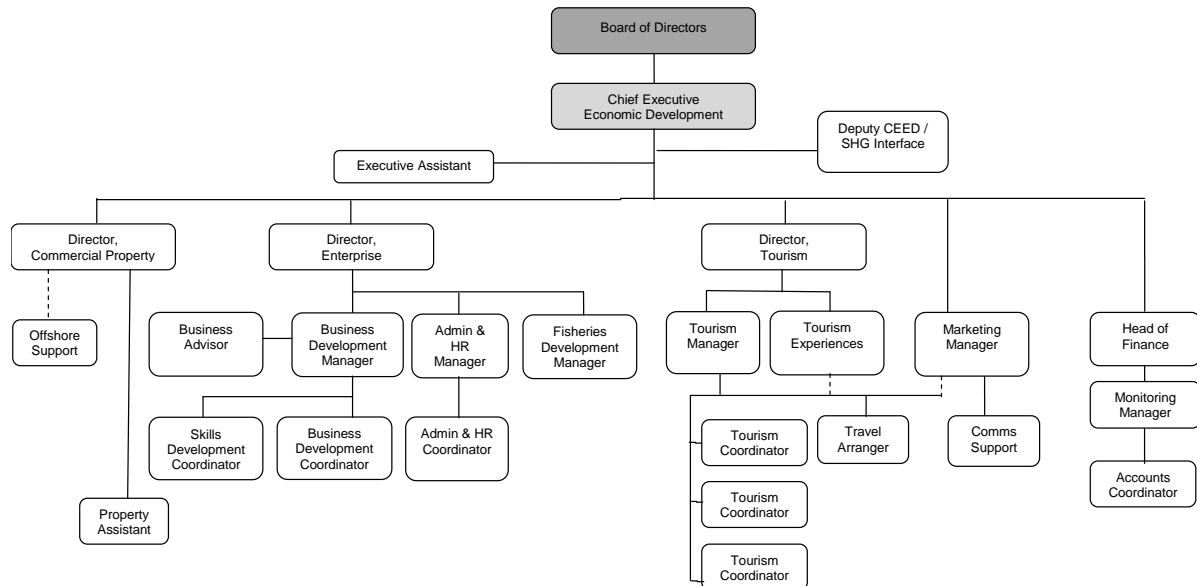 Board of Directors
Chief Executive
Economic Development
Deputy CEED /
SHG Interface
Executive Assistant
Director,
Commercial Property
Director,
Enterprise
Director,
Tourism
Offshore
Support
Business
Advisor
Business
Development
Manager
Admin &
HR
Manager
Fisheries
Development
Manager
Tourism
Manager
Tourism
Experiences
Marketing
Manager
Head of
Finance
Monitoring
Manager
Skills
Development
Coordinator
Business
Development
Coordinator
Admin & HR
Coordinator
Tourism
Coordinator
Travel
Arranger
Comms
Support
Accounts
Coordinator
Property
Assistant
Tourism
Coordinator
Tourism
Coordinator